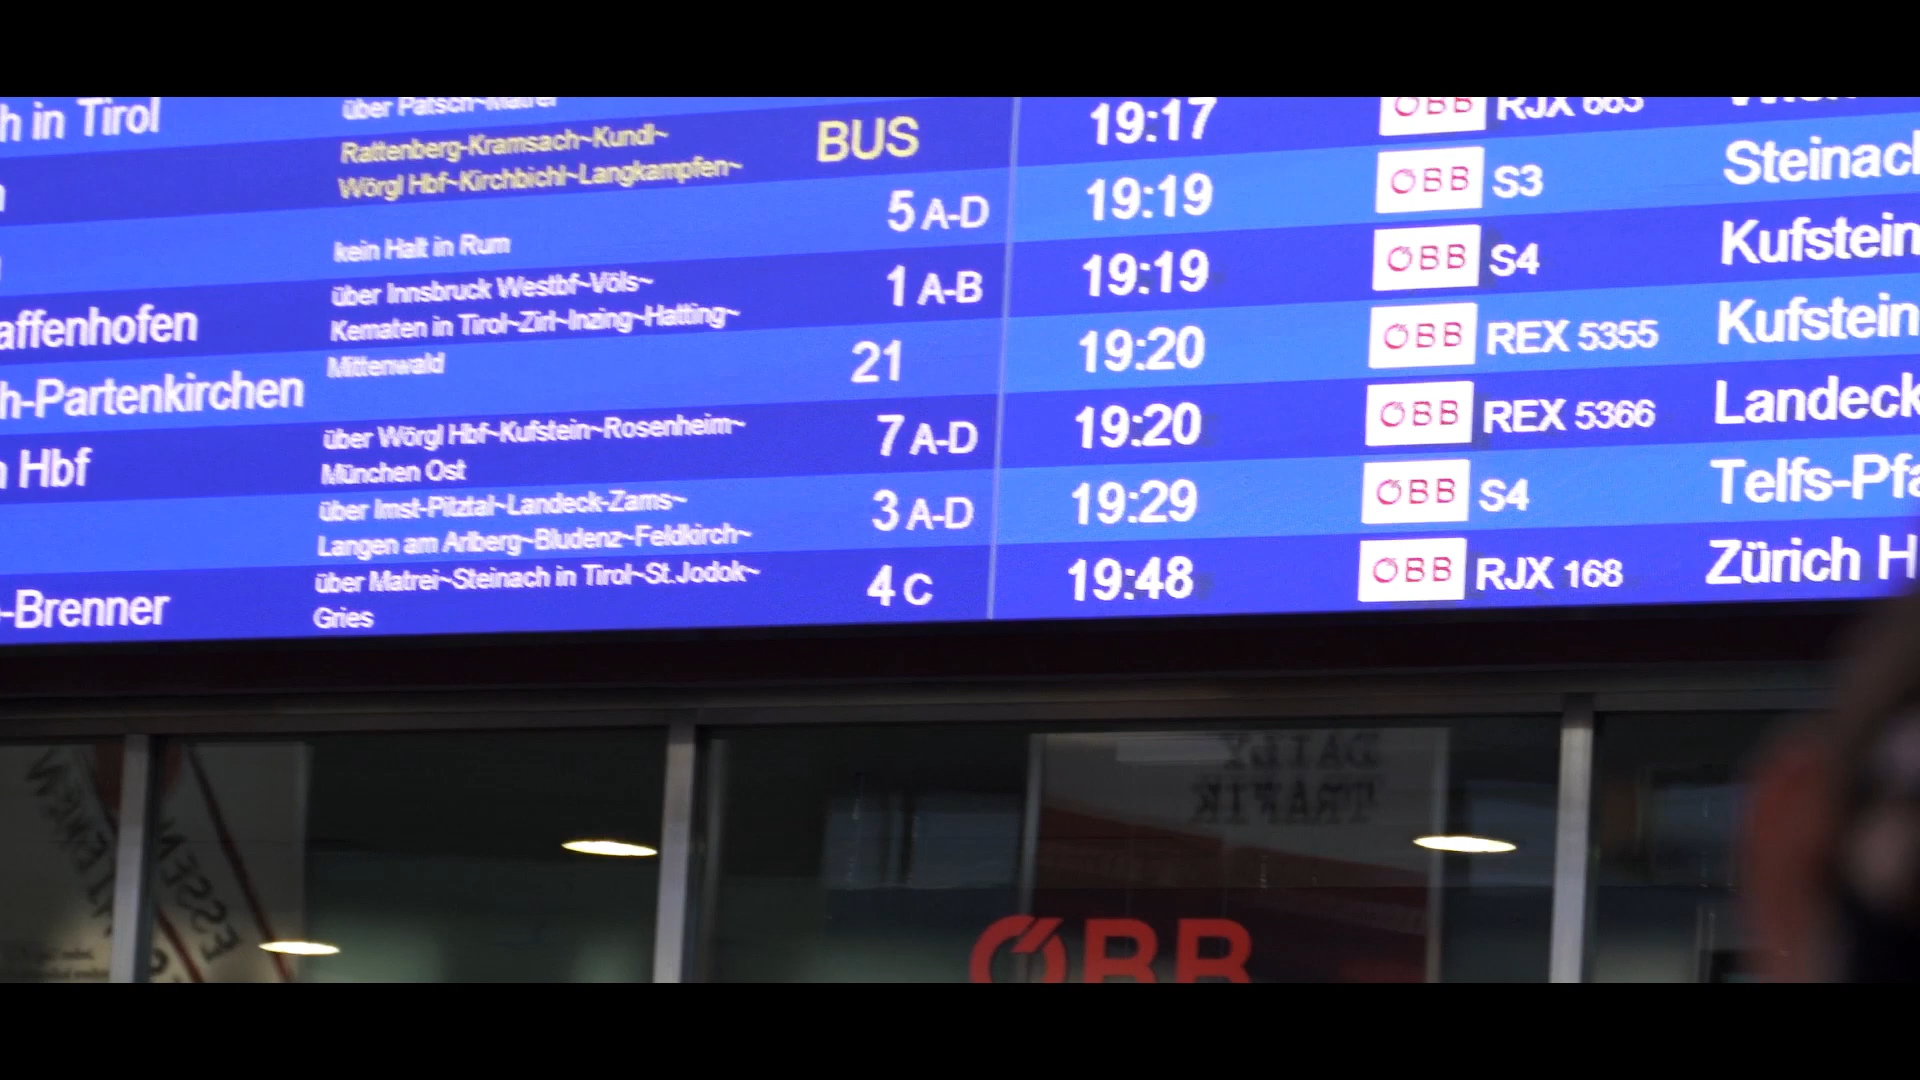 h in Tirol
über Patsch~Matrei
Rattenberg-Kramsach~Kundl~
Wörgl Hbf~Kirchbichl~Langkampfen~
BUS
kein Halt in Rum
5 A-D
affenhofen
über Innsbruck Westbf~Völs~
Kematen in Tirol~Zirl~Inzing~Hatting~
1 A-B
h-Partenkirchen
Mittenwald
21
Hbf
über Wörgl Hbf~Kufstein~Rosenheim~
München Ost
7 A-D
über Imst-Pitztal~Landeck-Zams~
Langen am Arlberg~Bludenz~Feldkirch~
3 A-D
-Brenner
über Matrei~Steinach in Tirol~St.Jodok~
Gries
4 C
19:17 ÖBB RJX 663
19:19 ÖBB S3 Steinach
19:19 ÖBB S4 Kufstein
19:20 ÖBB REX 5355 Kufstein
19:20 ÖBB REX 5366 Landeck
19:29 ÖBB S4 Telfs-Pfa
19:48 ÖBB RJX 168 Zürich H
DAILY
TRAFIK
ESSEN
ÖBB